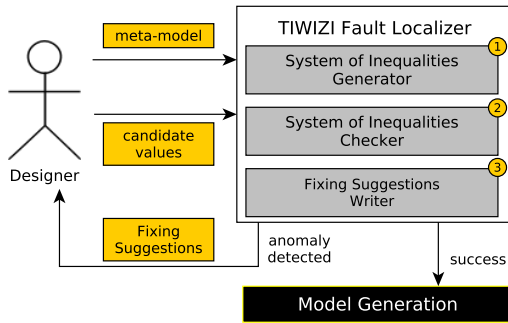 meta-model
TIWIZI Fault Localizer
1
System of Inequalities
Generator
2
candidate
values
System of Inequalities
Checker
Designer
3
Fixing Suggestions
Writer
Fixing
Suggestions
anomaly
detected
success
Model Generation